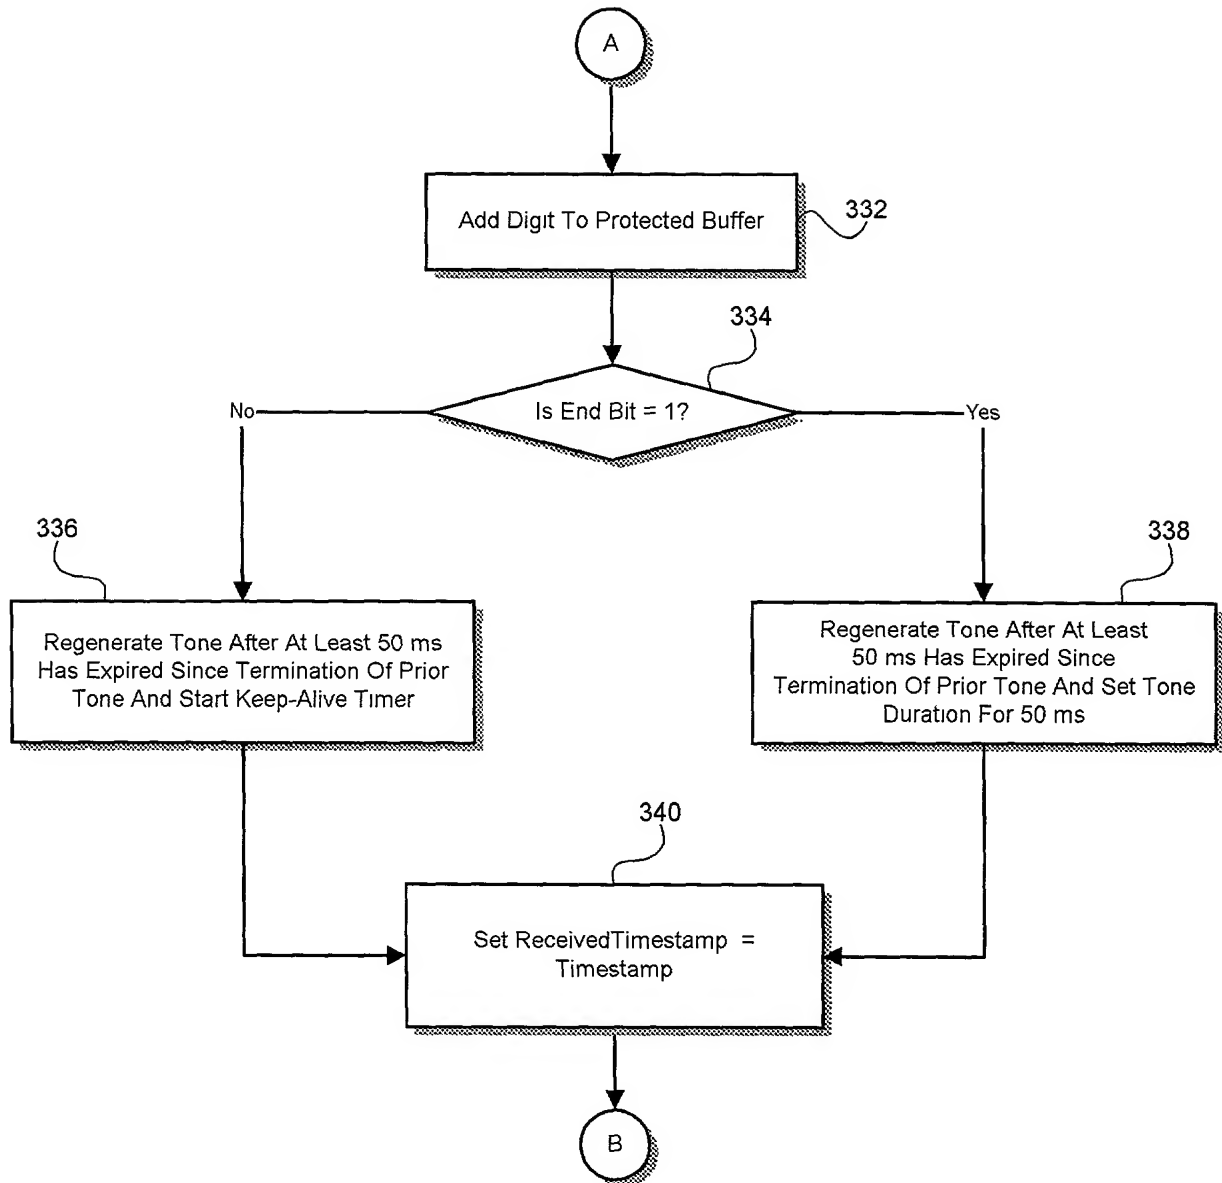 A
Add Digit To Protected Buffer
332
334
Is End Bit = 1?
No
Yes
336
338
Regenerate Tone After At Least 50 ms
Has Expired Since Termination Of Prior
Tone And Start Keep-Alive Timer
Regenerate Tone After At Least
50 ms Has Expired Since
Termination Of Prior Tone And Set Tone
Duration For 50 ms
340
Set ReceivedTimestamp =
Timestamp
B